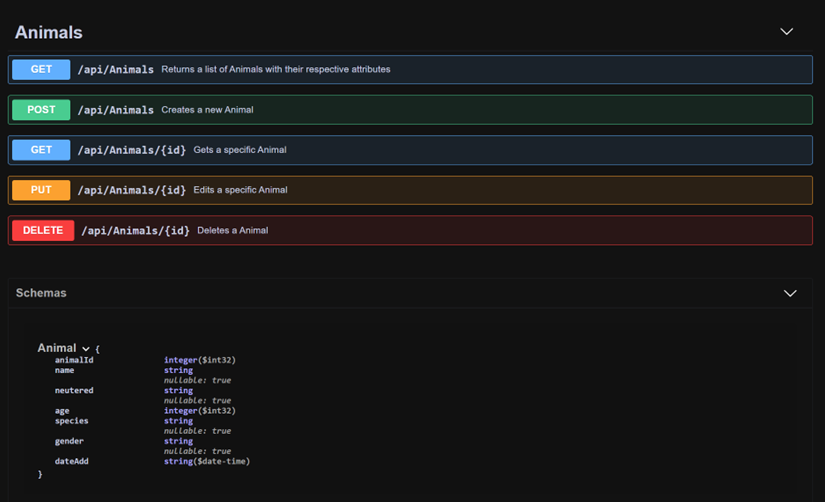 Animals
GET /api/Animals Returns a list of Animals with their respective attributes
POST /api/Animals Creates a new Animal
GET /api/Animals/{id} Gets a specific Animal
PUT /api/Animals/{id} Edits a specific Animal
DELETE /api/Animals/{id} Deletes a Animal
Schemas
Animal {
animalId integer($int32)
name string
nullable: true
neutered string
nullable: true
age integer($int32)
species string
nullable: true
gender string
nullable: true
dateAdd string($date-time)
}